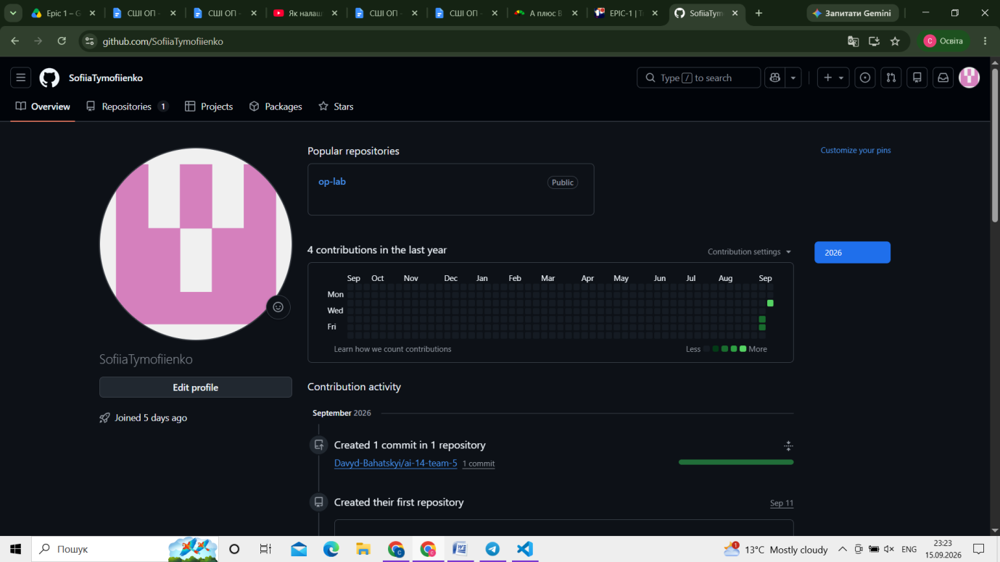 Epic 1 – G
СШІ ОП -
СШІ ОП -
Як налаш
СШІ ОП -
СШІ ОП -
А плюс B
EPIC-1 | Tr
SofiiaTym
Запитати Gemini
github.com/SofiiaTymofiienko
С Освіта
SofiiaTymofiienko
Type / to search
Overview
Repositories 1
Projects
Packages
Stars
Popular repositories
Customize your pins
op-lab
Public
4 contributions in the last year
Contribution settings
2026
Sep Oct Nov Dec Jan Feb Mar Apr May Jun Jul Aug Sep
Mon
Wed
Fri
Learn how we count contributions
Less More
SofiiaTymofiienko
Edit profile
Joined 5 days ago
Contribution activity
September 2026
Created 1 commit in 1 repository
Davyd-Bahatskyi/ai-14-team-5 1 commit
Created their first repository
Sep 11
Пошук
1
13°C Mostly cloudy
ENG
23:23
15.09.2026